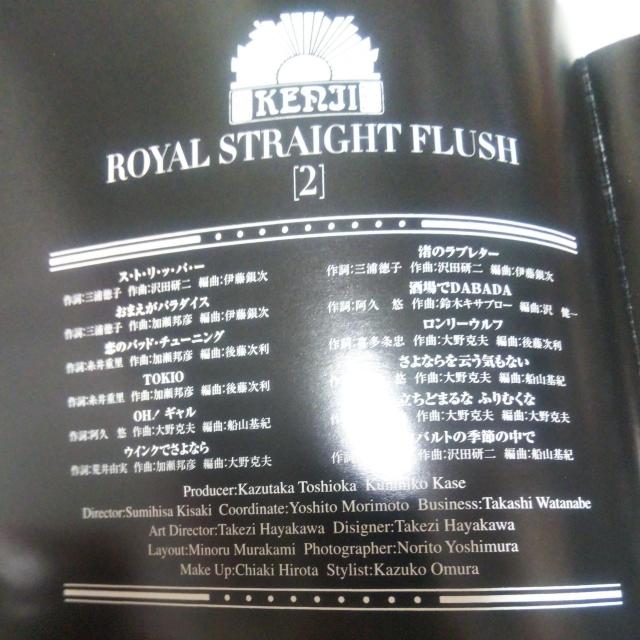 KENJI
ROYAL STRAIGHT FLUSH
[2]
ス・ト・リ・ッ・パ・ー
作詞:三浦徳子 作曲:沢田研二 編曲:伊藤銀次
おまえがパラダイス
作詞:三浦徳子 作曲:加瀬邦彦 編曲:伊藤銀次
恋のバッド・チューニング
作詞:糸井重里 作曲:加瀬邦彦 編曲:後藤次利
TOKIO
作詞:糸井重里 作曲:加瀬邦彦 編曲:後藤次利
OH! ギャル
作詞:阿久 悠 作曲:大野克夫 編曲:船山基紀
ウインクでさよなら
作詞:荒井由実 作曲:加瀬邦彦 編曲:大野克夫
渚のラブレター
作詞:三浦徳子 作曲:沢田研二 編曲:伊藤銀次
酒場でDABADA
作詞:阿久 悠 作曲:鈴木キサブロー 編曲:沢 健一
ロンリーウルフ
作詞:喜多条忠 作曲:大野克夫 編曲:後藤次利
さよならを云う気もない
悠 作曲:大野克夫 編曲:船山基紀
立ちどまるな ふりむくな
作曲:大野克夫 編曲:大野克夫
バルトの季節の中で
作曲:沢田研二 編曲:船山基紀
Producer:Kazutaka Toshioka Kunihiko Kase
Director:Sumihisa Kisaki Coordinate:Yoshito Morimoto Business:Takashi Watanabe
Art Director:Takezi Hayakawa Disigner:Takezi Hayakawa
Layout:Minoru Murakami Photographer:Norito Yoshimura
Make Up:Chiaki Hirota Stylist:Kazuko Omura